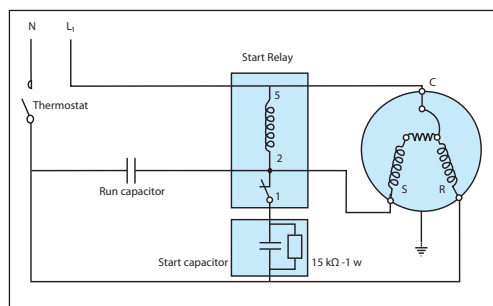 N
L₁
Start Relay
C
5
Thermostat
2
Run capacitor
S
R
1
Start capacitor
15 kΩ -1 w